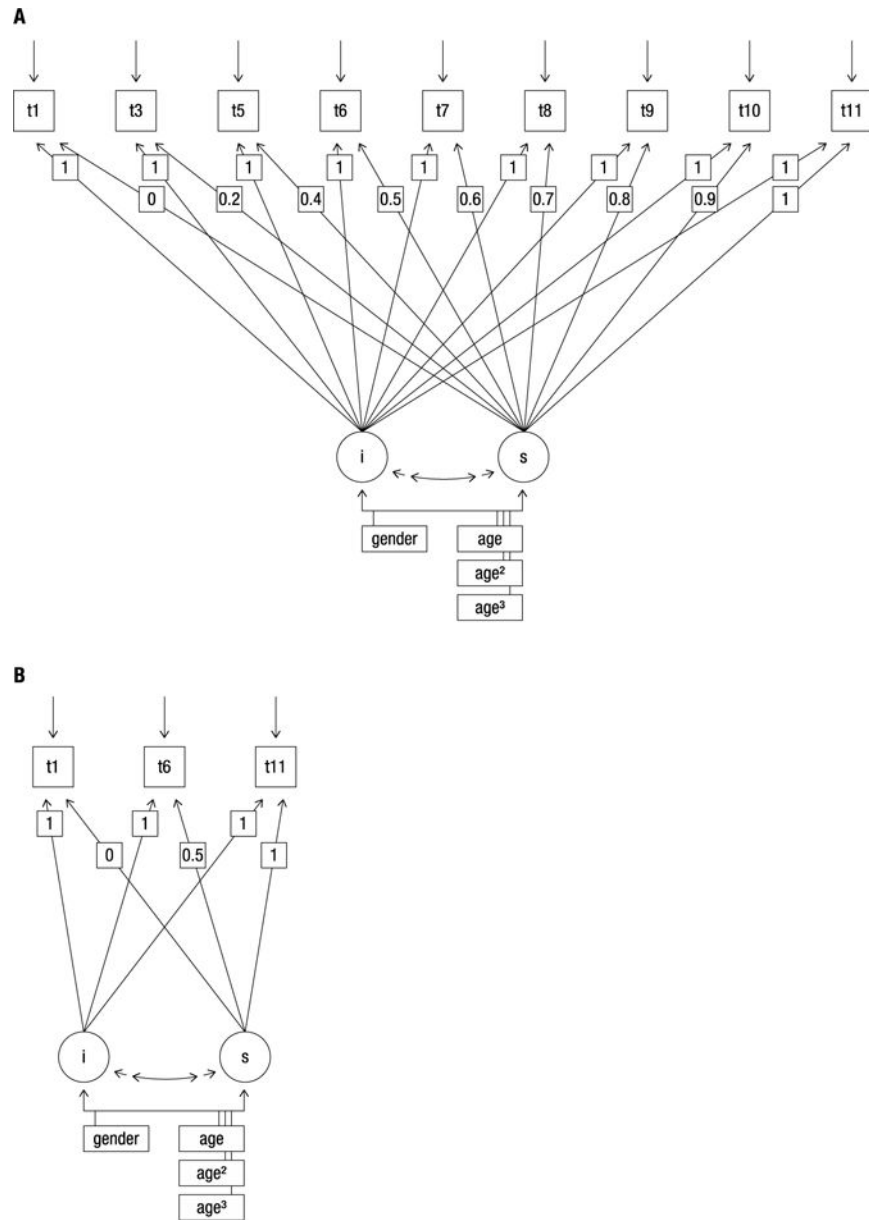 A
t1 t3 t5 t6 t7 t8 t9 t10 t11
1 1 1 1 1 1 1 1 1
0 0.2 0.4 0.5 0.6 0.7 0.8 0.9 1
i s
gender age
age²
age³
B
t1 t6 t11
1 1 1
0 0.5 1
i s
gender age
age²
age³